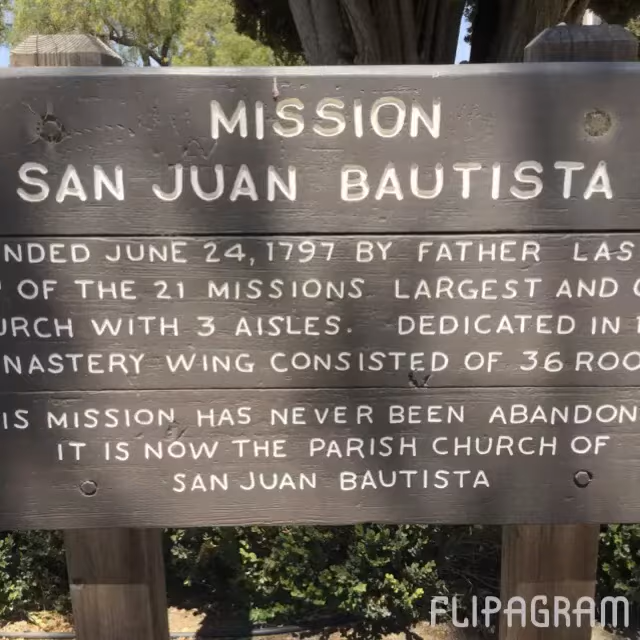 MISSION
SAN JUAN BAUTISTA
NDED JUNE 24, 1797 BY FATHER LAS
OF THE 21 MISSIONS LARGEST AND
URCH WITH 3 AISLES. DEDICATED IN
NASTERY WING CONSISTED OF 36 ROO
IS MISSION HAS NEVER BEEN ABANDON
IT IS NOW THE PARISH CHURCH OF
SAN JUAN BAUTISTA
FLIPAGRAM